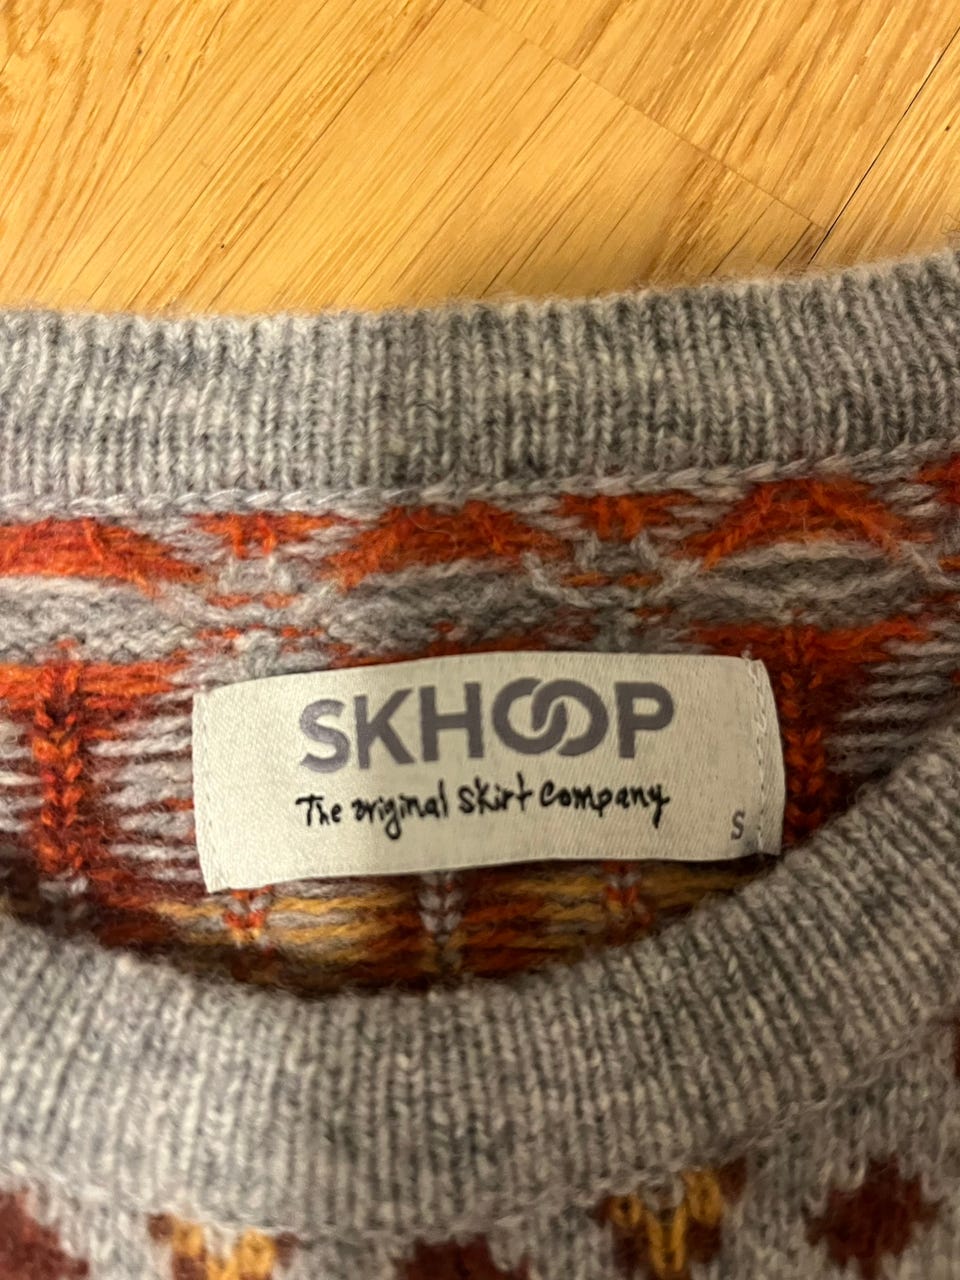 SKHOOP
The original skirt company
S